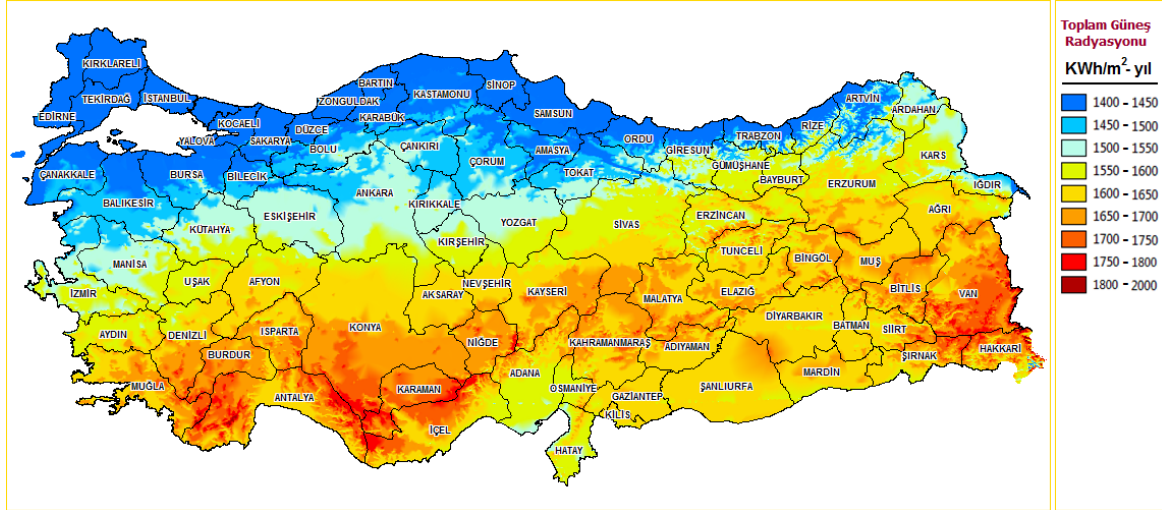 Toplam Güneş
Radyasyonu
KWh/m²- yıl
1400 - 1450
1450 - 1500
1500 - 1550
1550 - 1600
1600 - 1650
1650 - 1700
1700 - 1750
1750 - 1800
1800 - 2000
KIRKLARELİ
TEKİRDAĞ
İSTANBUL
EDİRNE
KOCAELİ
YALOVA
SAKARYA
DÜZCE
BOLU
ZONGULDAK
BARTIN
KARABÜK
KASTAMONU
SİNOP
SAMSUN
ÇANKIRI
ÇORUM
AMASYA
TOKAT
ORDU
GİRESUN
TRABZON
RİZE
ARTVİN
ARDAHAN
GÜMÜŞHANE
BAYBURT
ERZURUM
KARS
IĞDIR
AĞRI
ÇANAKKALE
BALIKEŞİR
BURSA
BİLECİK
ESKİŞEHİR
KÜTAHYA
ANKARA
KIRIKKALE
YOZGAT
KIRŞEHİR
SİVAS
ERZİNCAN
TUNCELİ
BİNGÖL
MUŞ
BİTLİS
VAN
MANİSA
İZMİR
UŞAK
AFYON
AKSARAY
NEVŞEHİR
KAYSERİ
MALATYA
ELAZIĞ
DİYARBAKIR
BATMAN
SİİRT
ŞIRNAK
HAKKARİ
AYDIN
DENİZLİ
ISPARTA
BURDUR
KONYA
NİĞDE
KAHRAMANMARAŞ
ADIYAMAN
MARDİN
MUĞLA
ANTALYA
KARAMAN
İÇEL
ADANA
OSMANİYE
GAZİANTEP
KİLİS
ŞANLIURFA
HATAY